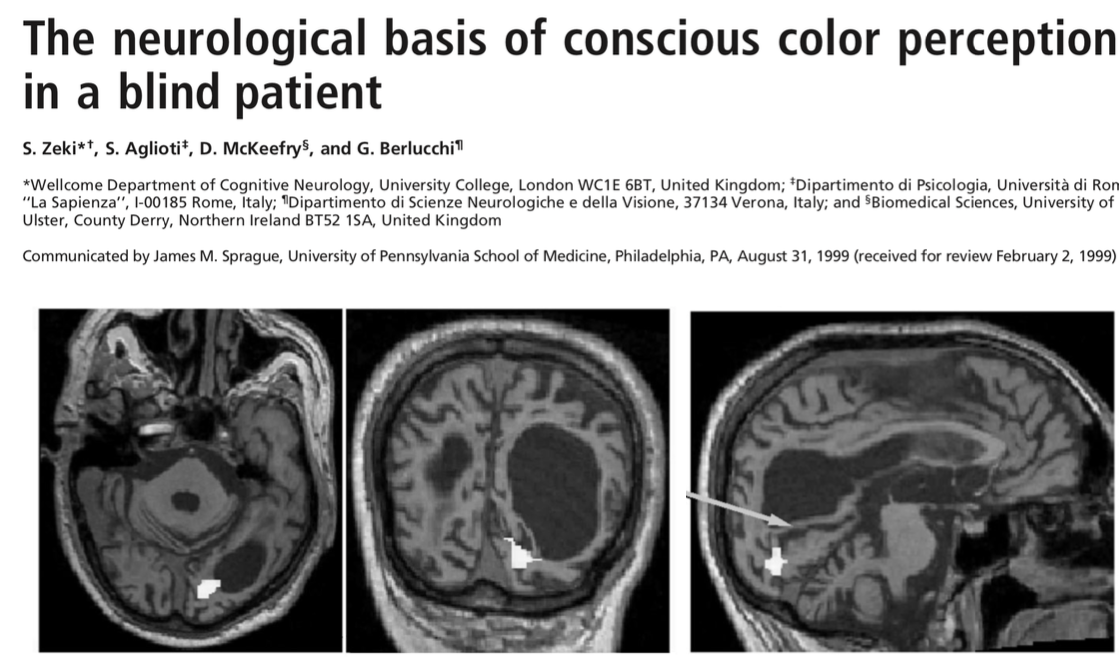 The neurological basis of conscious color perception
in a blind patient
S. Zeki*†, S. Aglioti‡, D. McKeefry§, and G. Berlucchi¶
*Wellcome Department of Cognitive Neurology, University College, London WC1E 6BT, United Kingdom; ‡Dipartimento di Psicologia, Università di Rom
"La Sapienza", I-00185 Rome, Italy; ¶Dipartimento di Scienze Neurologiche e della Visione, 37134 Verona, Italy; and §Biomedical Sciences, University of
Ulster, County Derry, Northern Ireland BT52 1SA, United Kingdom
Communicated by James M. Sprague, University of Pennsylvania School of Medicine, Philadelphia, PA, August 31, 1999 (received for review February 2, 1999)